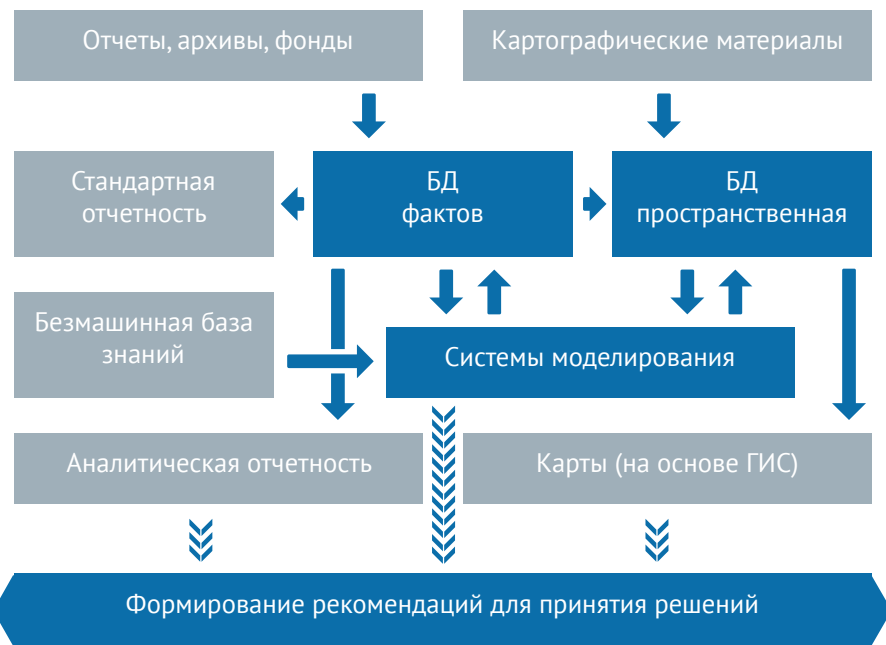 Отчеты, архивы, фонды
Картографические материалы
Стандартная
отчетность
БД
фактов
БД
пространственная
Безмашинная база
знаний
Системы моделирования
Аналитическая отчетность
Карты (на основе ГИС)
Формирование рекомендаций для принятия решений